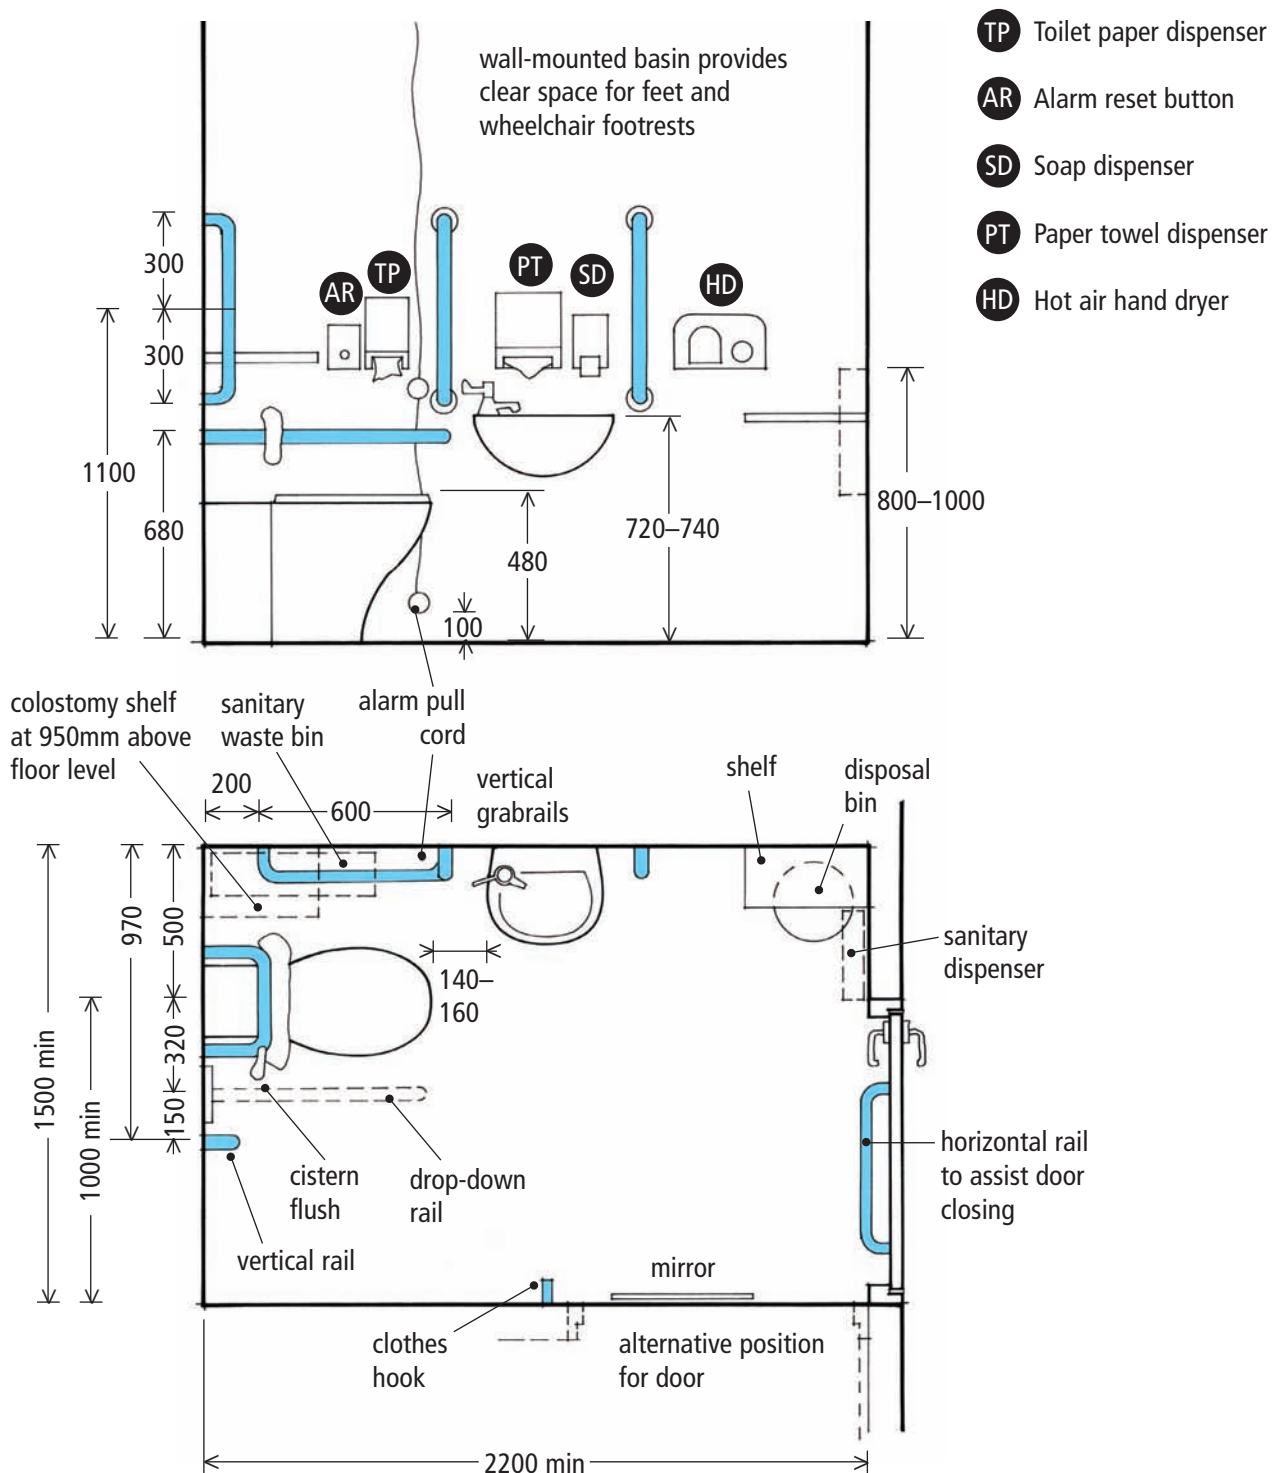 TP Toilet paper dispenser
AR Alarm reset button
SD Soap dispenser
PT Paper towel dispenser
HD Hot air hand dryer
wall-mounted basin provides
clear space for feet and
wheelchair footrests
300
300
1100
680
AR
TP
PT
SD
HD
480
100
720–740
800–1000
colostomy shelf
at 950mm above
floor level
sanitary
waste bin
alarm pull
cord
vertical
grabrails
shelf
disposal
bin
200
600
1500 min
1000 min
970
500
320
150
140–
160
sanitary
dispenser
cistern
flush
drop-down
rail
vertical rail
horizontal rail
to assist door
closing
mirror
clothes
hook
alternative position
for door
2200 min